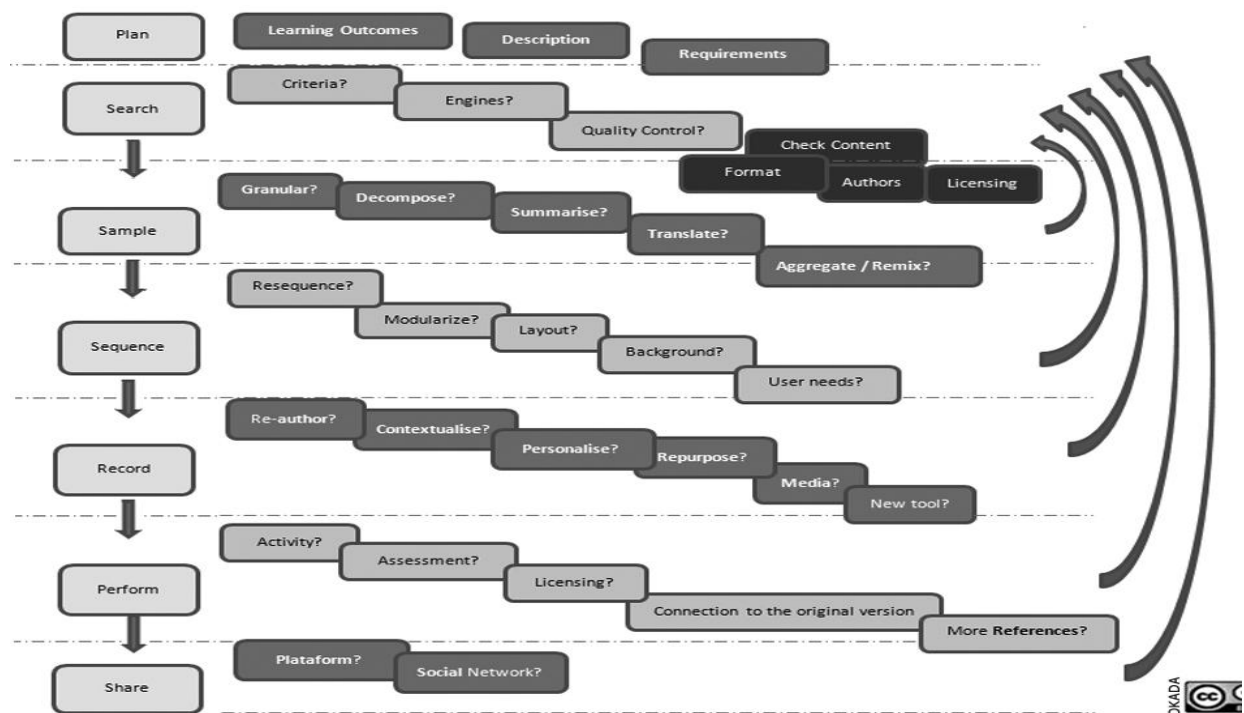 Plan
Learning Outcomes
Description
Requirements
Search
Criteria?
Engines?
Quality Control?
Check Content
Format
Authors
Licensing
Sample
Granular?
Decompose?
Summarise?
Translate?
Aggregate / Remix?
Sequence
Resequence?
Modularize?
Layout?
Background?
User needs?
Record
Re-author?
Contextualise?
Personalise?
Repurpose?
Media?
New tool?
Perform
Activity?
Assessment?
Licensing?
Connection to the original version
More References?
Share
Plataform?
Social Network?
OKADA
cc